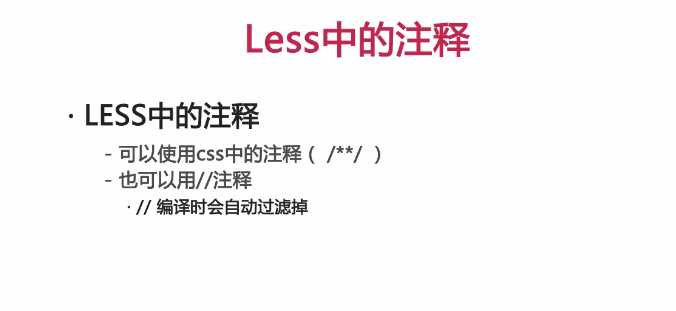 Less中的注释
· LESS中的注释
- 可以使用css中的注释（ /**/ ）
- 也可以用//注释
· // 编译时会自动过滤掉